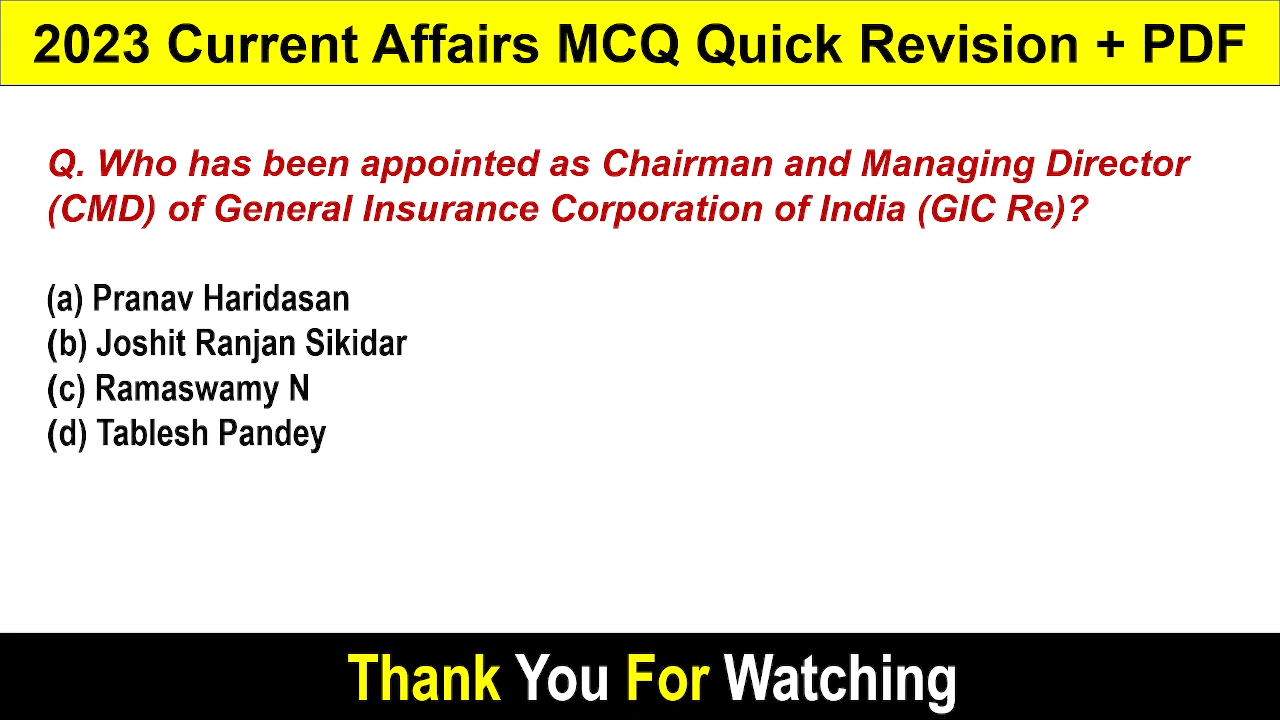 2023 Current Affairs MCQ Quick Revision + PDF
Q. Who has been appointed as Chairman and Managing Director
(CMD) of General Insurance Corporation of India (GIC Re)?
(a) Pranav Haridasan
(b) Joshit Ranjan Sikidar
(c) Ramaswamy N
(d) Tablesh Pandey
Thank You For Watching